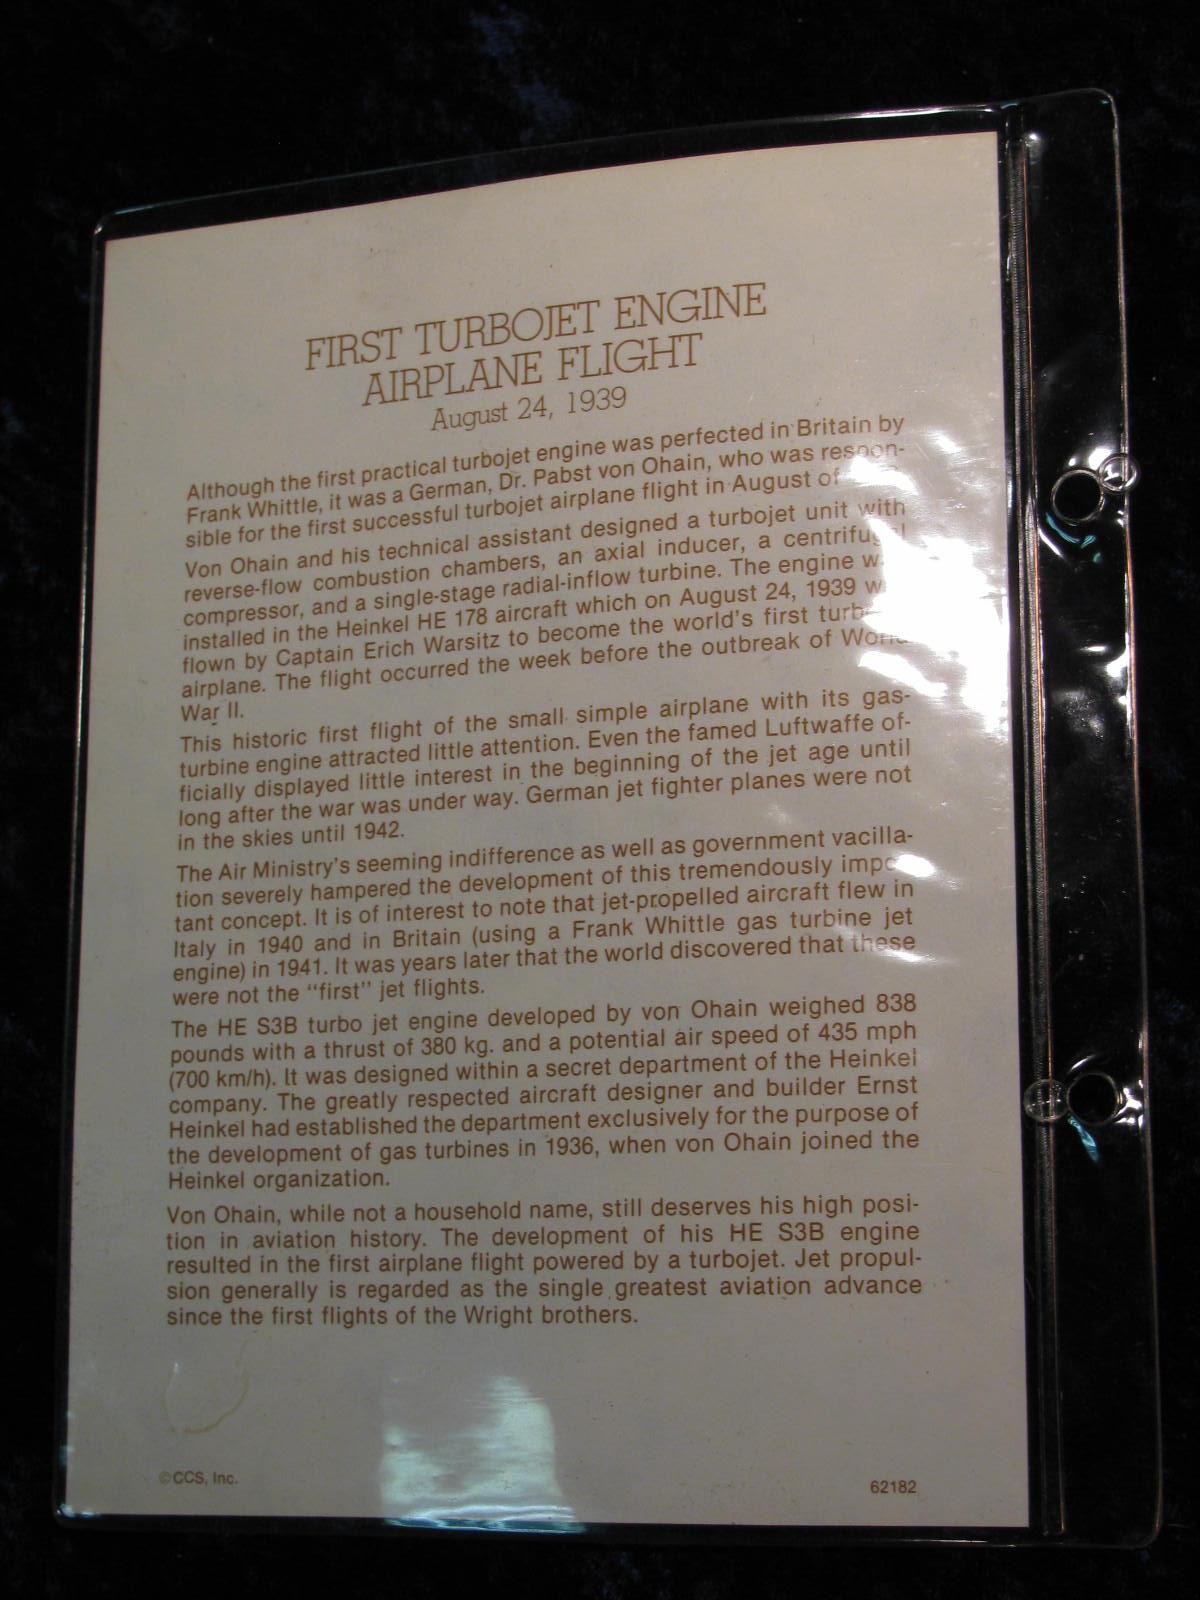 FIRST TURBOJET ENGINE
AIRPLANE FLIGHT
August 24, 1939
Although the first practical turbojet engine was perfected in Britain by
Frank Whittle, it was a German, Dr. Pabst von Ohain, who was respon-
sible for the first successful turbojet airplane flight in August of
Von Ohain and his technical assistant designed a turbojet unit with
reverse-flow combustion chambers, an axial inducer, a centrifugal
compressor, and a single-stage radial-inflow turbine. The engine
installed in the Heinkel HE 178 aircraft which on August 24, 1939
flown by Captain Erich Warsitz to become the world's first
airplane. The flight occurred the week before the outbreak of World
War II.
This historic first flight of the small simple airplane with its gas-
turbine engine attracted little attention. Even the famed Luftwaffe of-
ficially displayed little interest in the beginning of the jet age until
long after the war was under way. German jet fighter planes were not
in the skies until 1942.
The Air Ministry's seeming indifference as well as government vacilla-
tion severely hampered the development of this tremendously impor-
tant concept. It is of interest to note that jet-propelled aircraft flew in
Italy in 1940 and in Britain (using a Frank Whittle gas turbine jet
engine) in 1941. It was years later that the world discovered that these
were not the "first" jet flights.
The HE S3B turbo jet engine developed by von Ohain weighed 838
pounds with a thrust of 380 kg. and a potential air speed of 435 mph
(700 km/h). It was designed within a secret department of the Heinkel
company. The greatly respected aircraft designer and builder Ernst
Heinkel had established the department exclusively for the purpose of
the development of gas turbines in 1936, when von Ohain joined the
Heinkel organization.
Von Ohain, while not a household name, still deserves his high posi-
tion in aviation history. The development of his HE S3B engine
resulted in the first airplane flight powered by a turbojet. Jet propul-
sion generally is regarded as the single greatest aviation advance
since the first flights of the Wright brothers.
©CCS, Inc.
62182